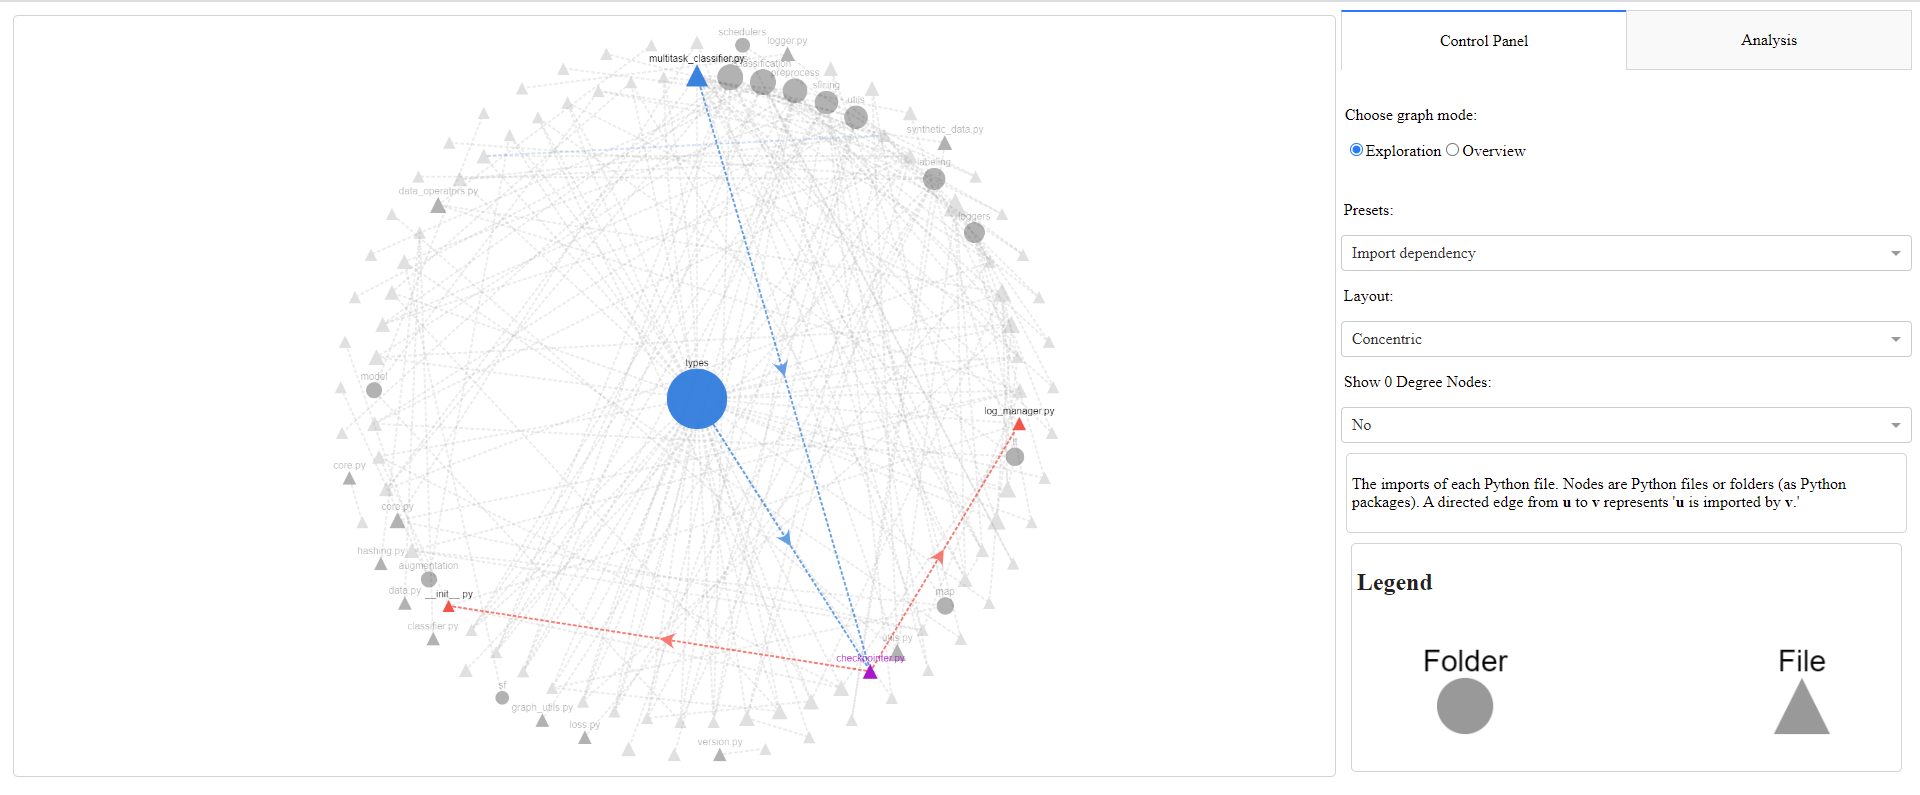 schedulers
logger.py
multitask_classifier.py
preprocess
slicing
utils
synthetic_data.py
labeling
data_operators.py
loggers
types
model
log_manager.py
core.py
core.py
hashing.py
augmentation
data.py
__init__.py
map
classifier.py
utils.py
checkpointer.py
sf
graph_utils.py
loss.py
version.py
Control Panel
Analysis
Choose graph mode:
Exploration Overview
Presets:
Import dependency
Layout:
Concentric
Show 0 Degree Nodes:
No
The imports of each Python file. Nodes are Python files or folders (as Python
packages). A directed edge from u to v represents 'u is imported by v.'
Legend
Folder
File